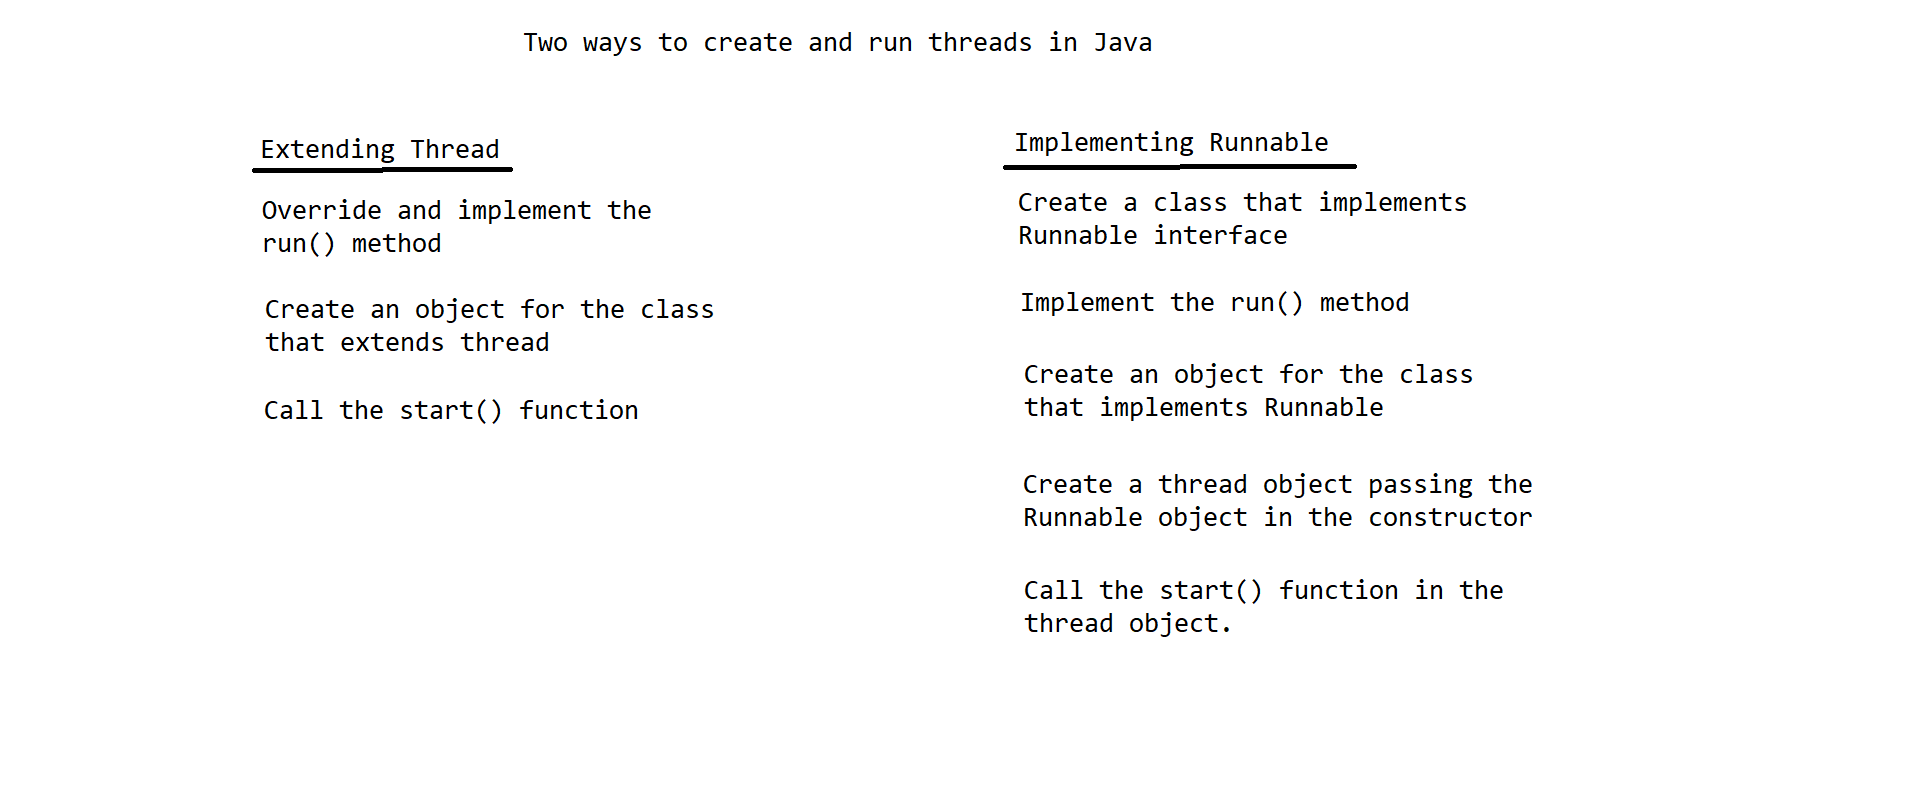 Two ways to create and run threads in Java
Extending Thread
Override and implement the
run() method
Create an object for the class
that extends thread
Call the start() function
Implementing Runnable
Create a class that implements
Runnable interface
Implement the run() method
Create an object for the class
that implements Runnable
Create a thread object passing the
Runnable object in the constructor
Call the start() function in the
thread object.